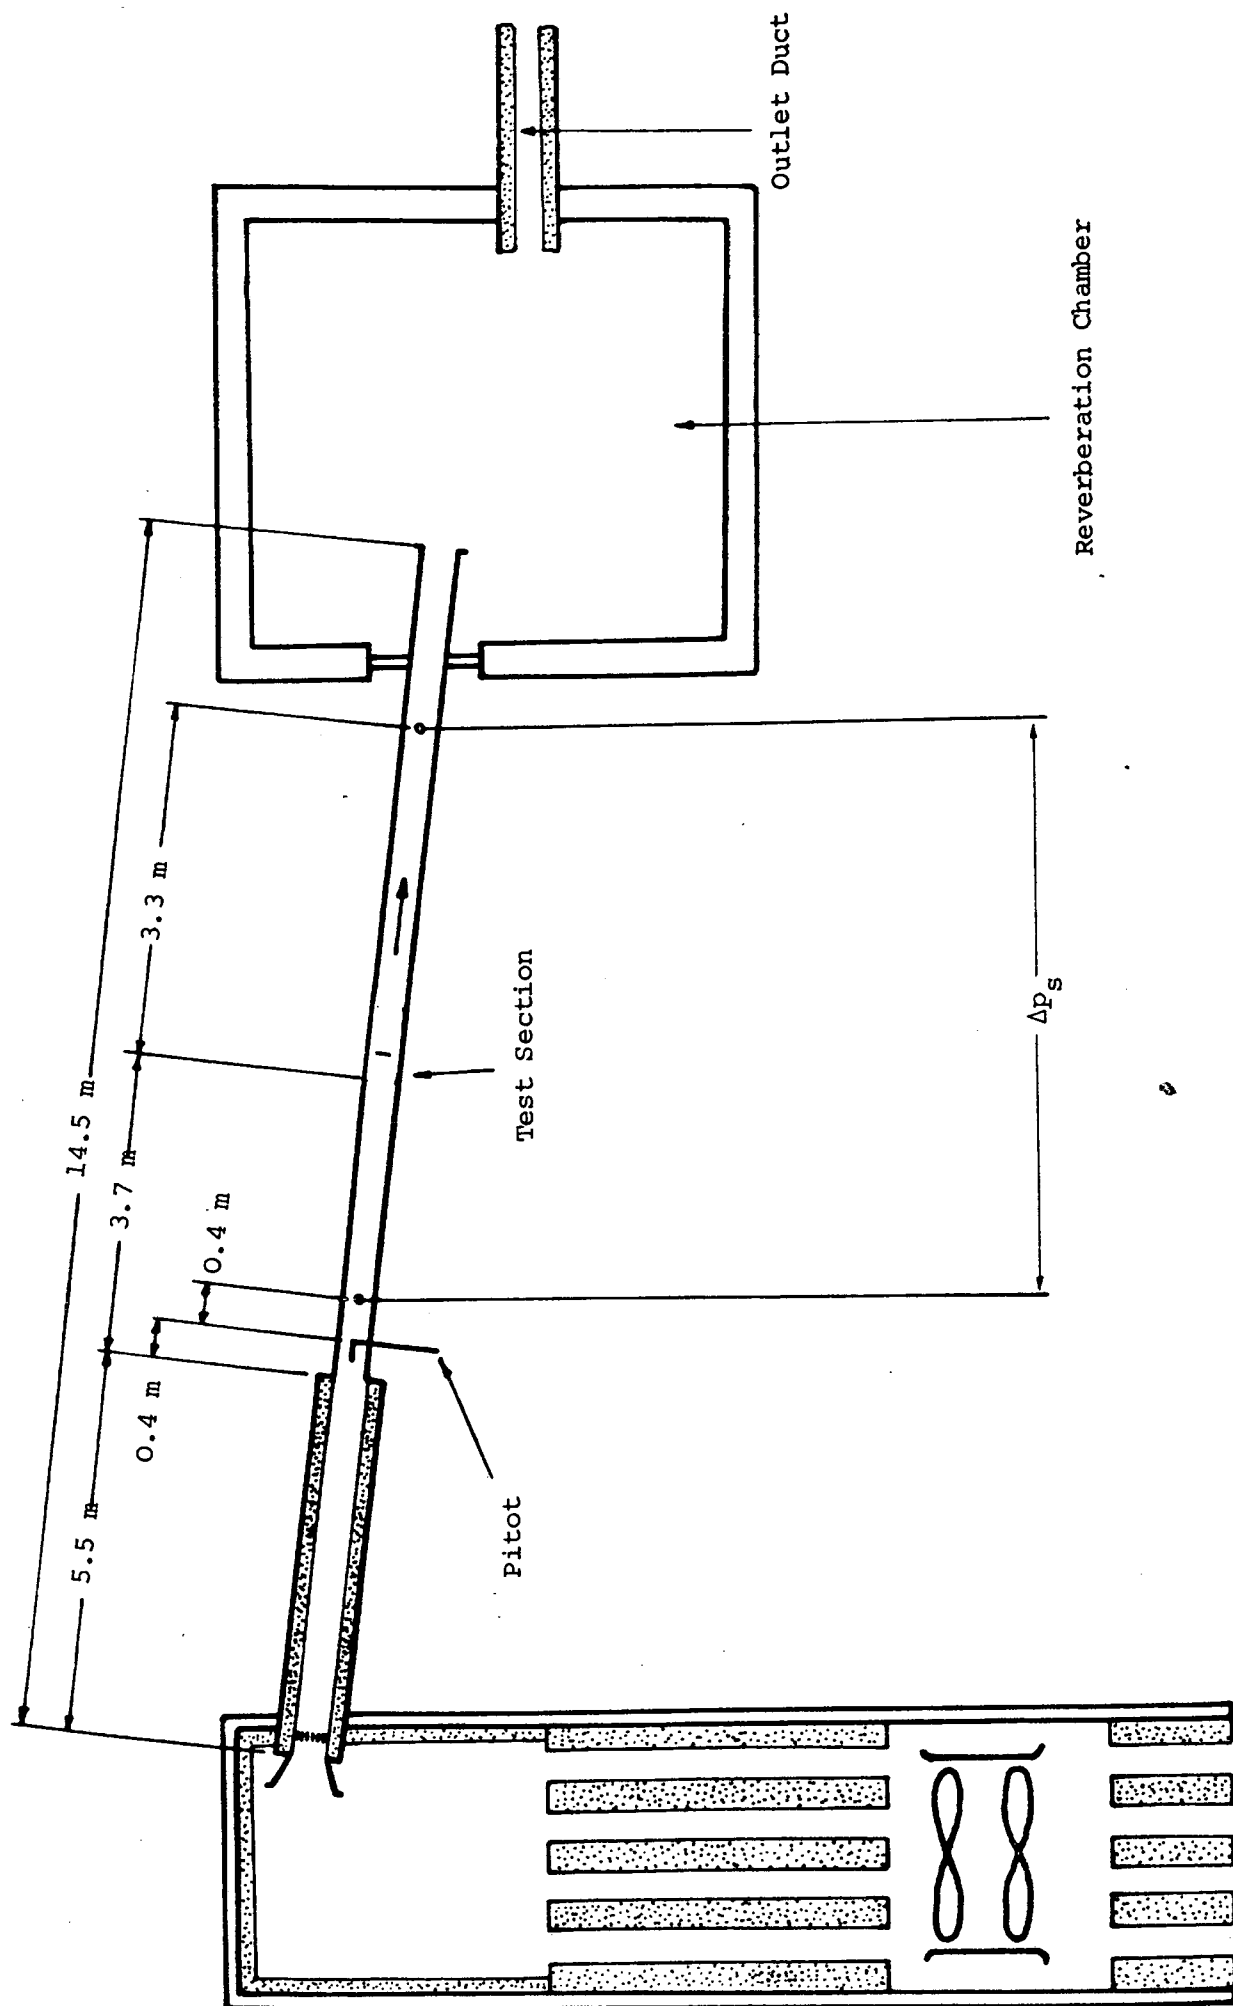 14.5 m
5.5 m
3.7 m
3.3 m
0.4 m
0.4 m
Pitot
Test Section
Δps
Outlet Duct
Reverberation Chamber